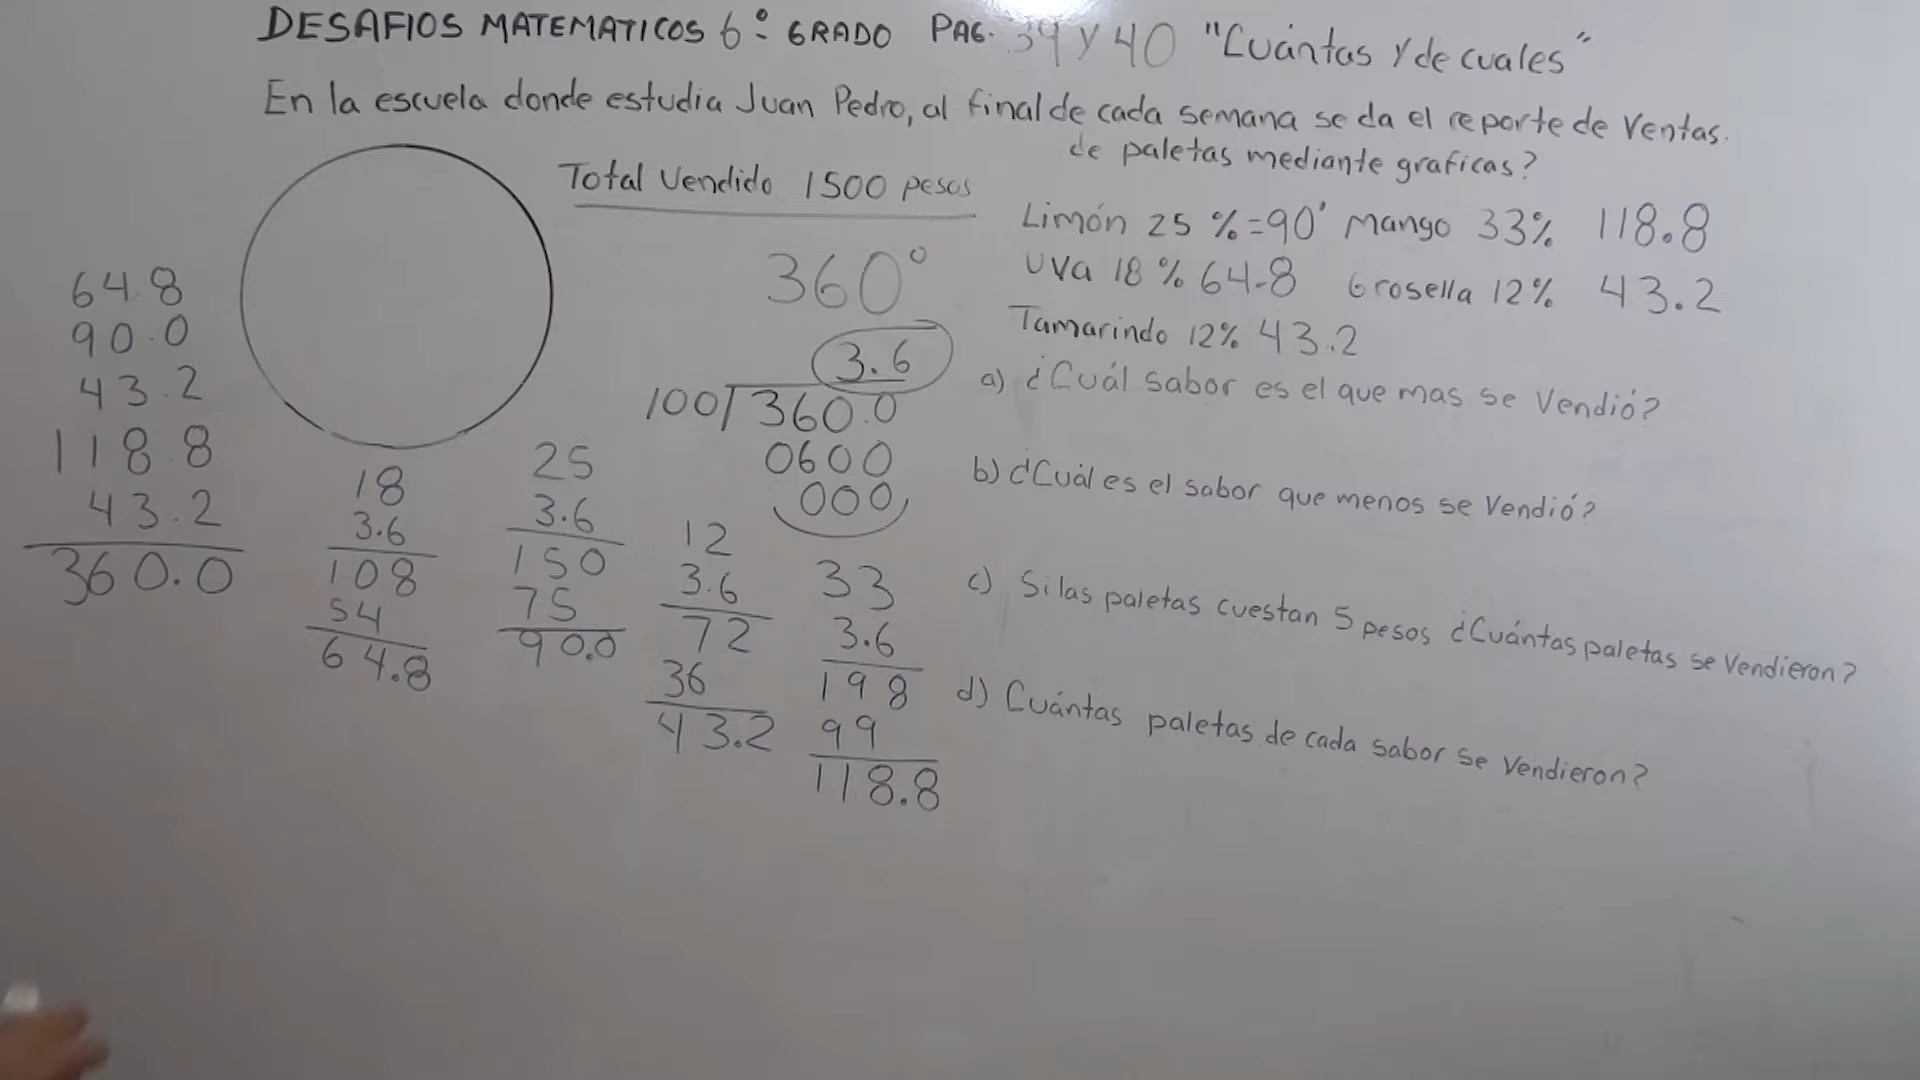 DESAFIOS MATEMATICOS 6° GRADO PAG. 39 Y 40 "Cuántas y de cuales"
En la escuela donde estudia Juan Pedro, al final de cada semana se da el reporte de ventas.
de paletas mediante graficas?
Total Vendido 1500 pesos
Limón 25 % = 90° Mango 33% 118.8
Uva 18 % 64.8 Grosella 12% 43.2
Tamarindo 12% 43.2
360°
3.6
100 360.0
0600
000
64.8
90.0
43.2
118.8
43.2
360.0
18
3.6
108
54
64.8
25
3.6
150
75
90.0
12
3.6
72
36
43.2
33
3.6
198
99
118.8
a) ¿Cuál sabor es el que mas se Vendió?
b) ¿Cuál es el sabor que menos se Vendió?
c) Si las paletas cuestan 5 pesos ¿Cuántas paletas se Vendieron?
d) Cuántas paletas de cada sabor se Vendieron?